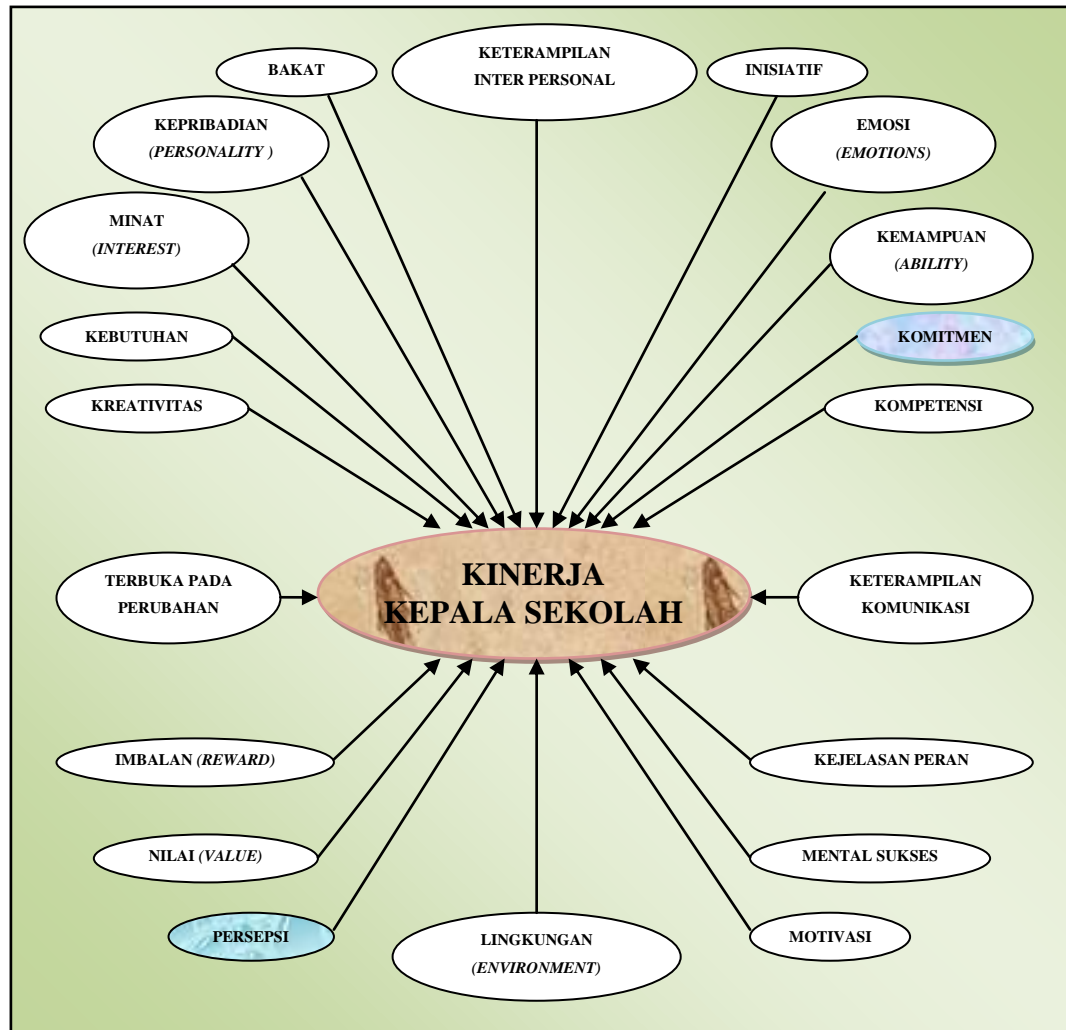 BAKAT
KETERAMPILAN
INTER PERSONAL
INISIATIF
KEPRIBADIAN
(PERSONALITY )
EMOSI
(EMOTIONS)
MINAT
(INTEREST)
KEMAMPUAN
(ABILITY)
KEBUTUHAN
KOMITMEN
KREATIVITAS
KOMPETENSI
KINERJA
KEPALA SEKOLAH
TERBUKA PADA
PERUBAHAN
KETERAMPILAN
KOMUNIKASI
IMBALAN (REWARD)
KEJELASAN PERAN
NILAI (VALUE)
MENTAL SUKSES
PERSEPSI
LINGKUNGAN
(ENVIRONMENT)
MOTIVASI